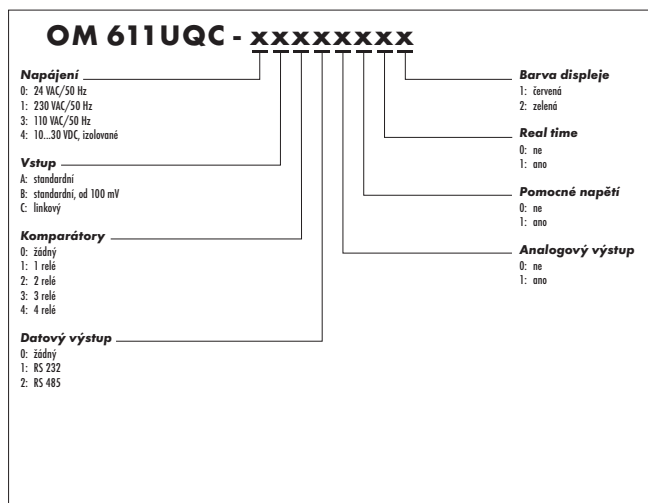 OM 611UQC - xxxxxxxx
Napájení
0: 24 VAC/50 Hz
1: 230 VAC/50 Hz
3: 110 VAC/50 Hz
4: 10...30 VDC, izolované
Vstup
A: standardní
B: standardní, od 100 mV
C: linkový
Komparátory
0: žádný
1: 1 relé
2: 2 relé
3: 3 relé
4: 4 relé
Datový výstup
0: žádný
1: RS 232
2: RS 485
Barva displeje
1: červená
2: zelená
Real time
0: ne
1: ano
Pomocné napětí
0: ne
1: ano
Analogový výstup
0: ne
1: ano